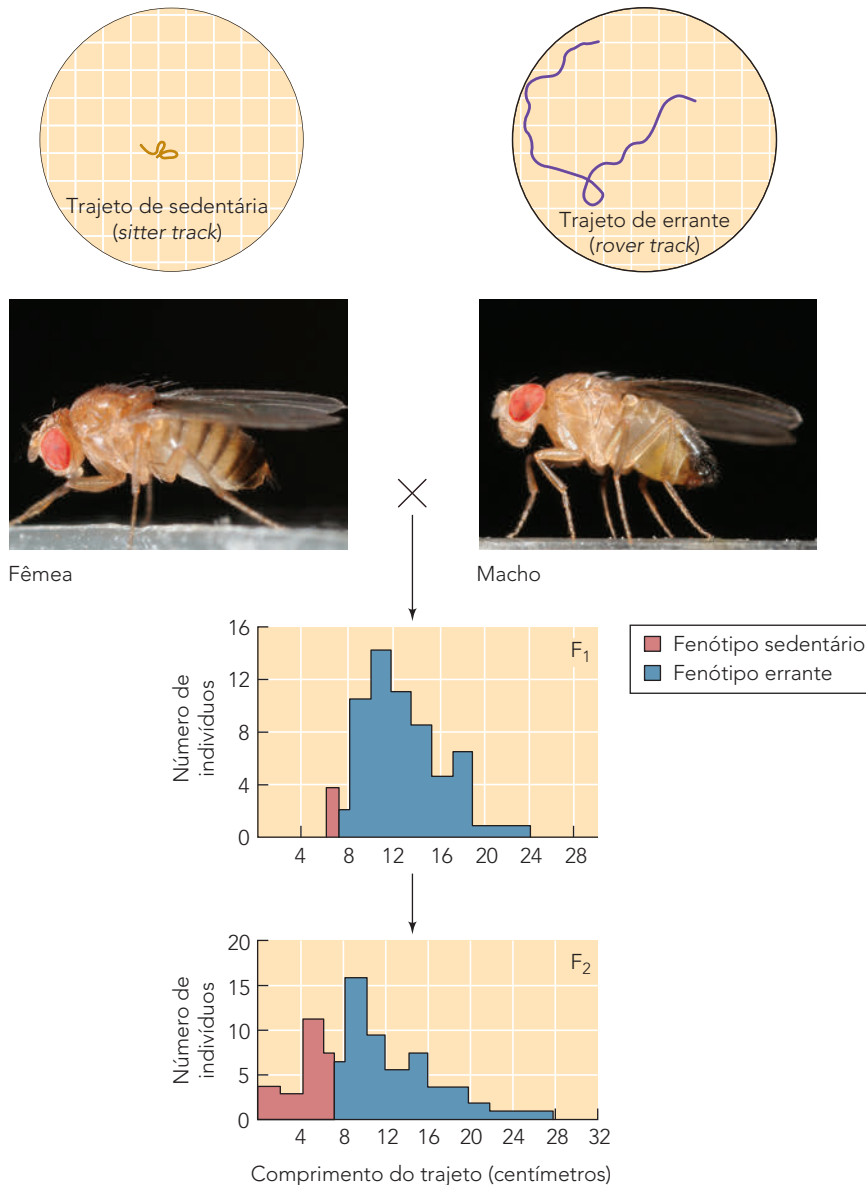 Trajeto de sedentária
(sitter track)
Trajeto de errante
(rover track)
Fêmea
Macho
16
12
8
4
0
Número de
indivíduos
F1
4 8 12 16 20 24 28
Fenótipo sedentário
Fenótipo errante
20
15
10
5
0
Número de
indivíduos
F2
4 8 12 16 20 24 28 32
Comprimento do trajeto (centímetros)